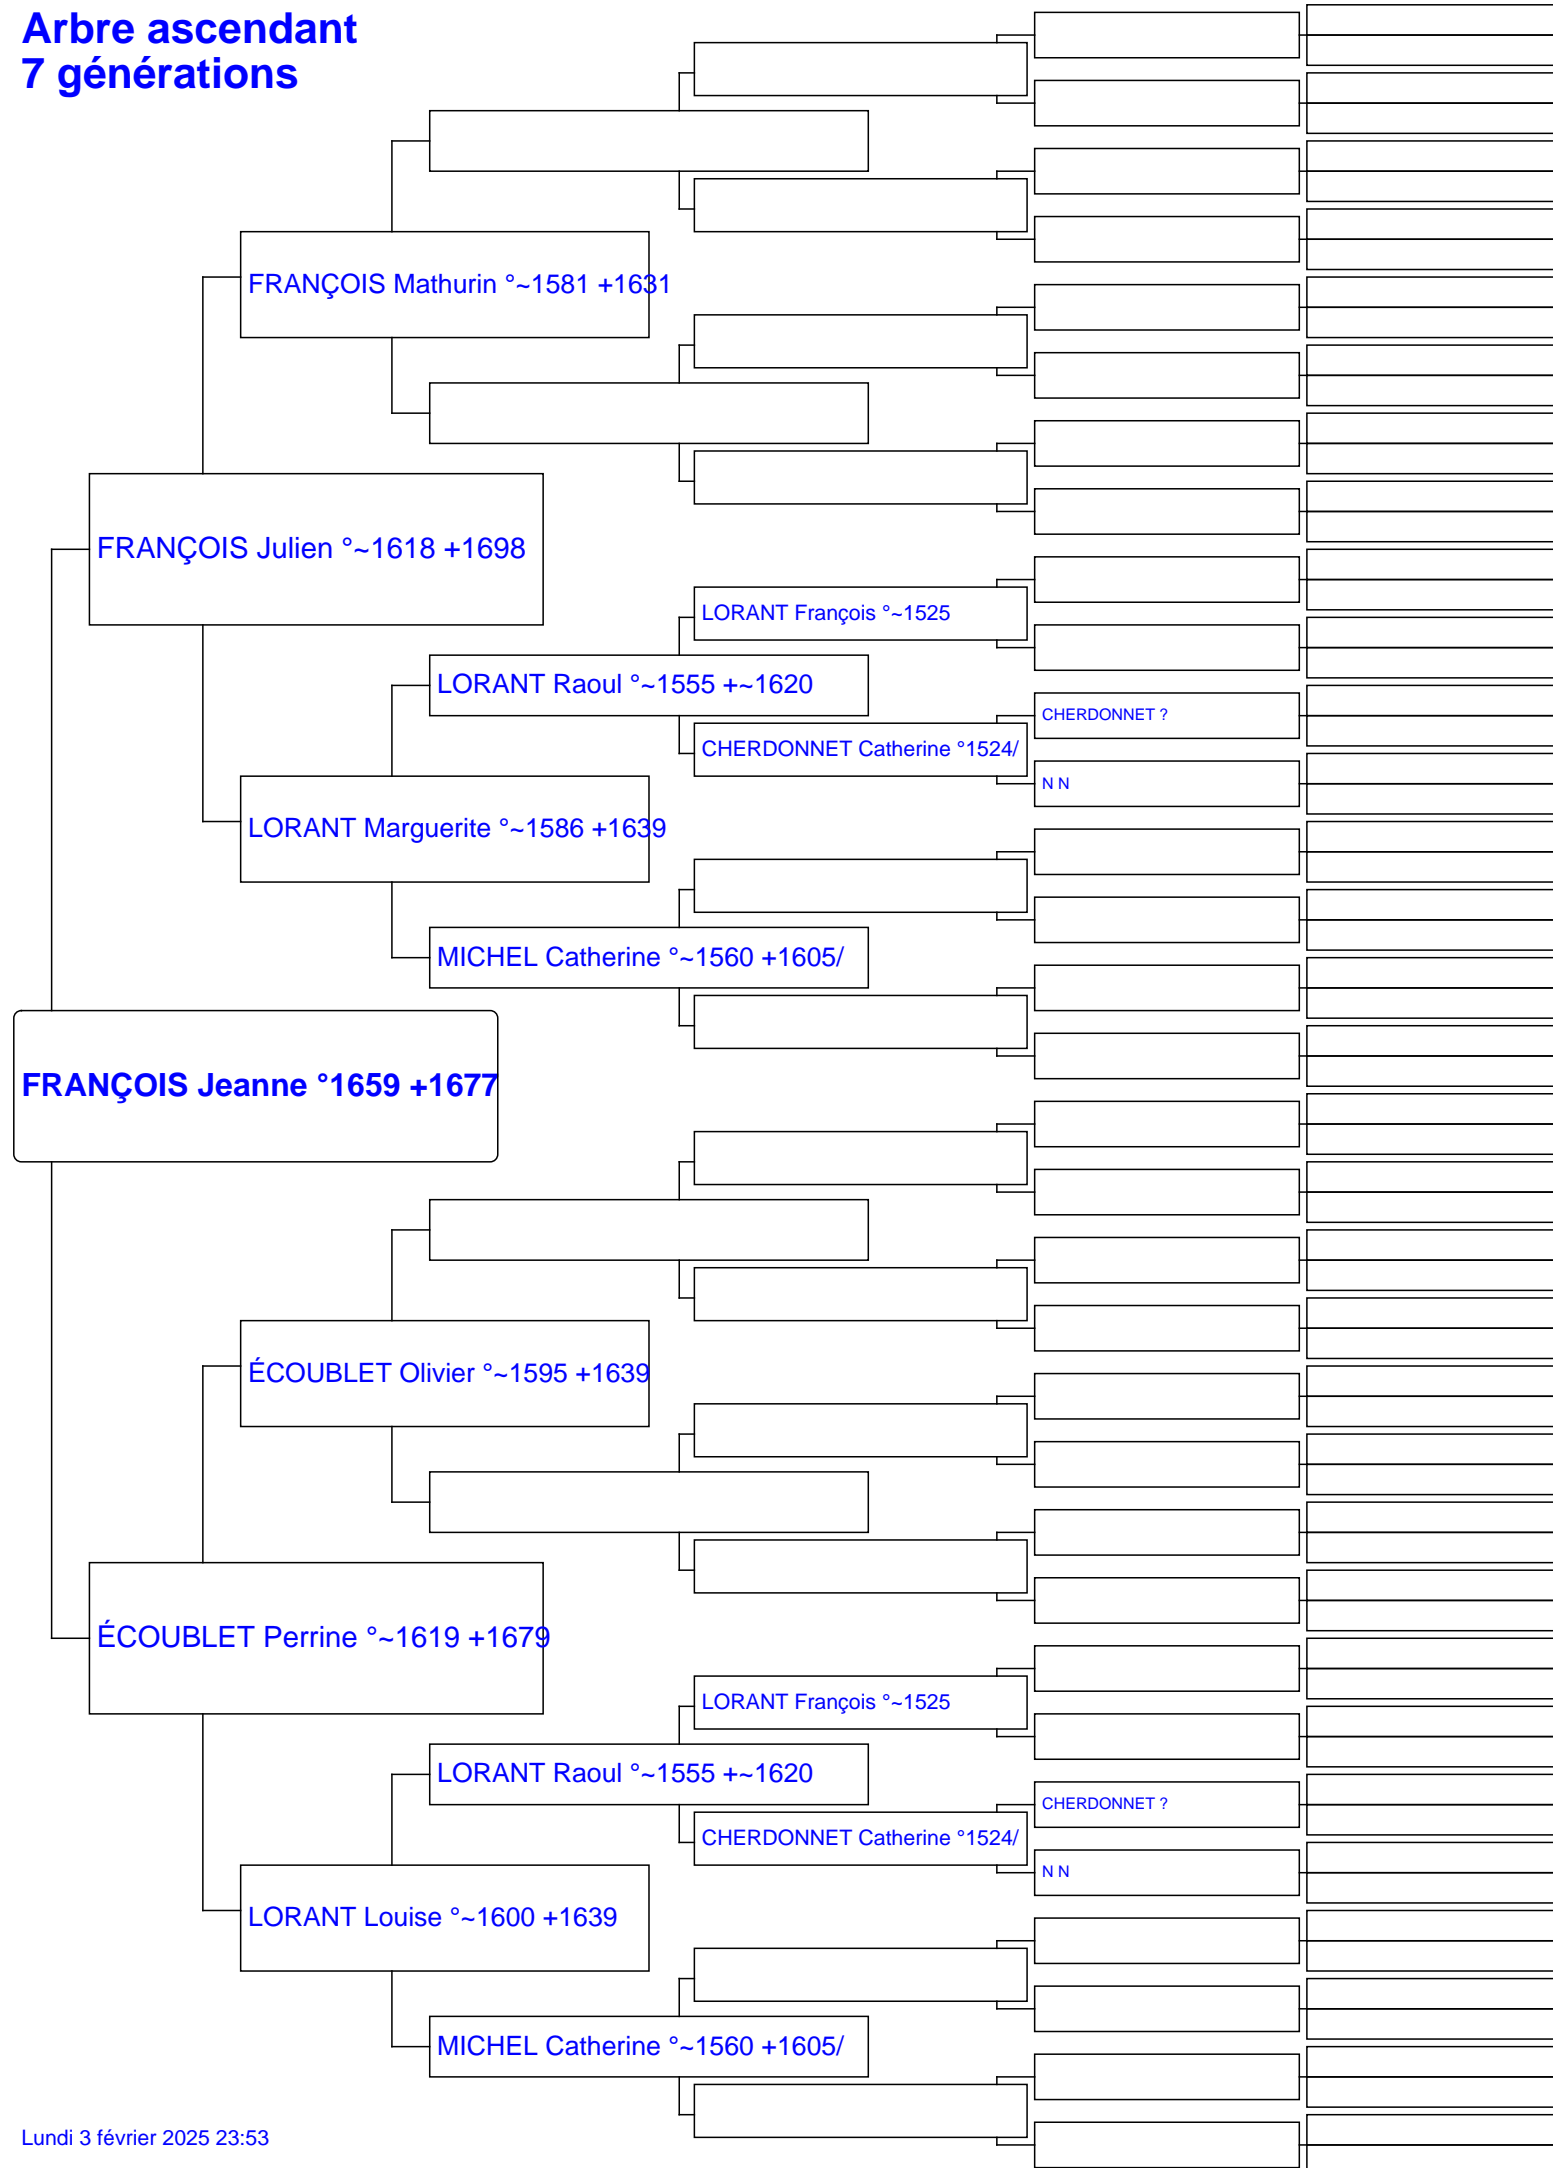 Arbre ascendant
7 générations
FRANÇOIS Mathurin °~1581 +1631
FRANÇOIS Julien °~1618 +1698
LORANT François °~1525
LORANT Raoul °~1555 +~1620
CHERDONNET ?
CHERDONNET Catherine °1524/
N N
LORANT Marguerite °~1586 +1639
MICHEL Catherine °~1560 +1605/
FRANÇOIS Jeanne °1659 +1677
ÉCOUBLET Olivier °~1595 +1639
ÉCOUBLET Perrine °~1619 +1679
LORANT François °~1525
LORANT Raoul °~1555 +~1620
CHERDONNET ?
CHERDONNET Catherine °1524/
N N
LORANT Louise °~1600 +1639
MICHEL Catherine °~1560 +1605/
Lundi 3 février 2025 23:53